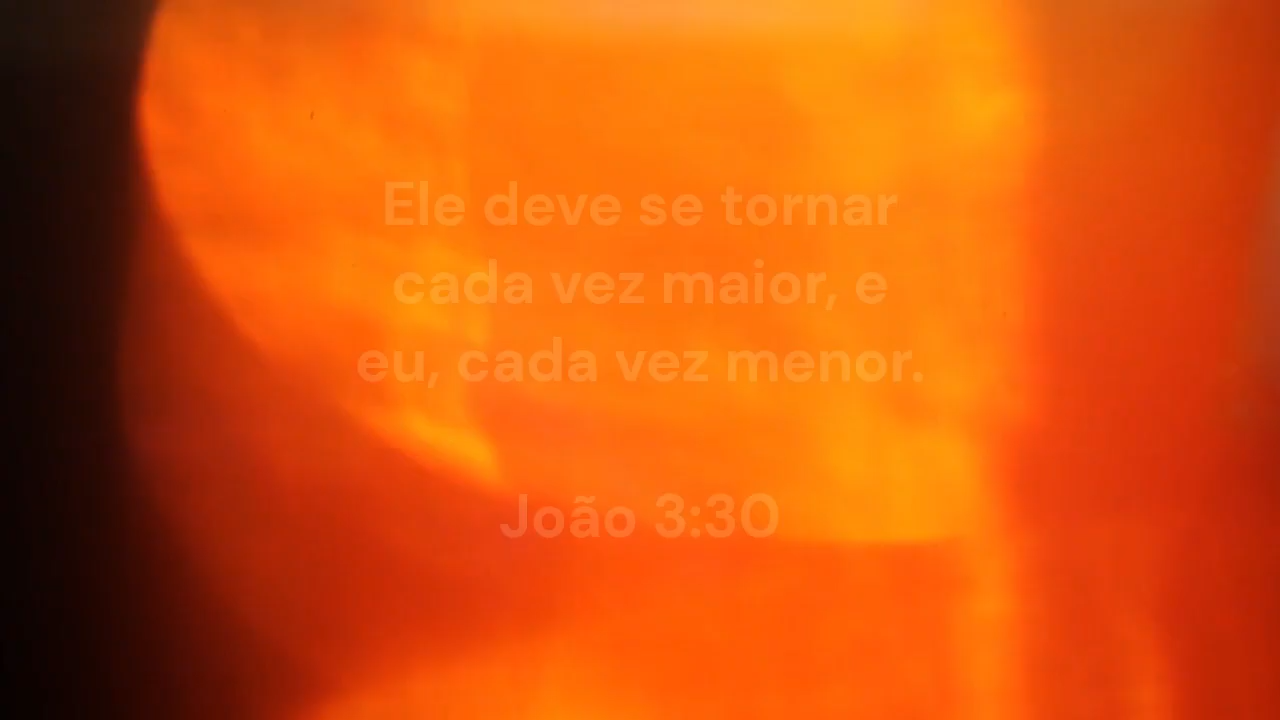 Ele deve se tornar
cada vez maior, e
eu, cada vez menor.
João 3:30